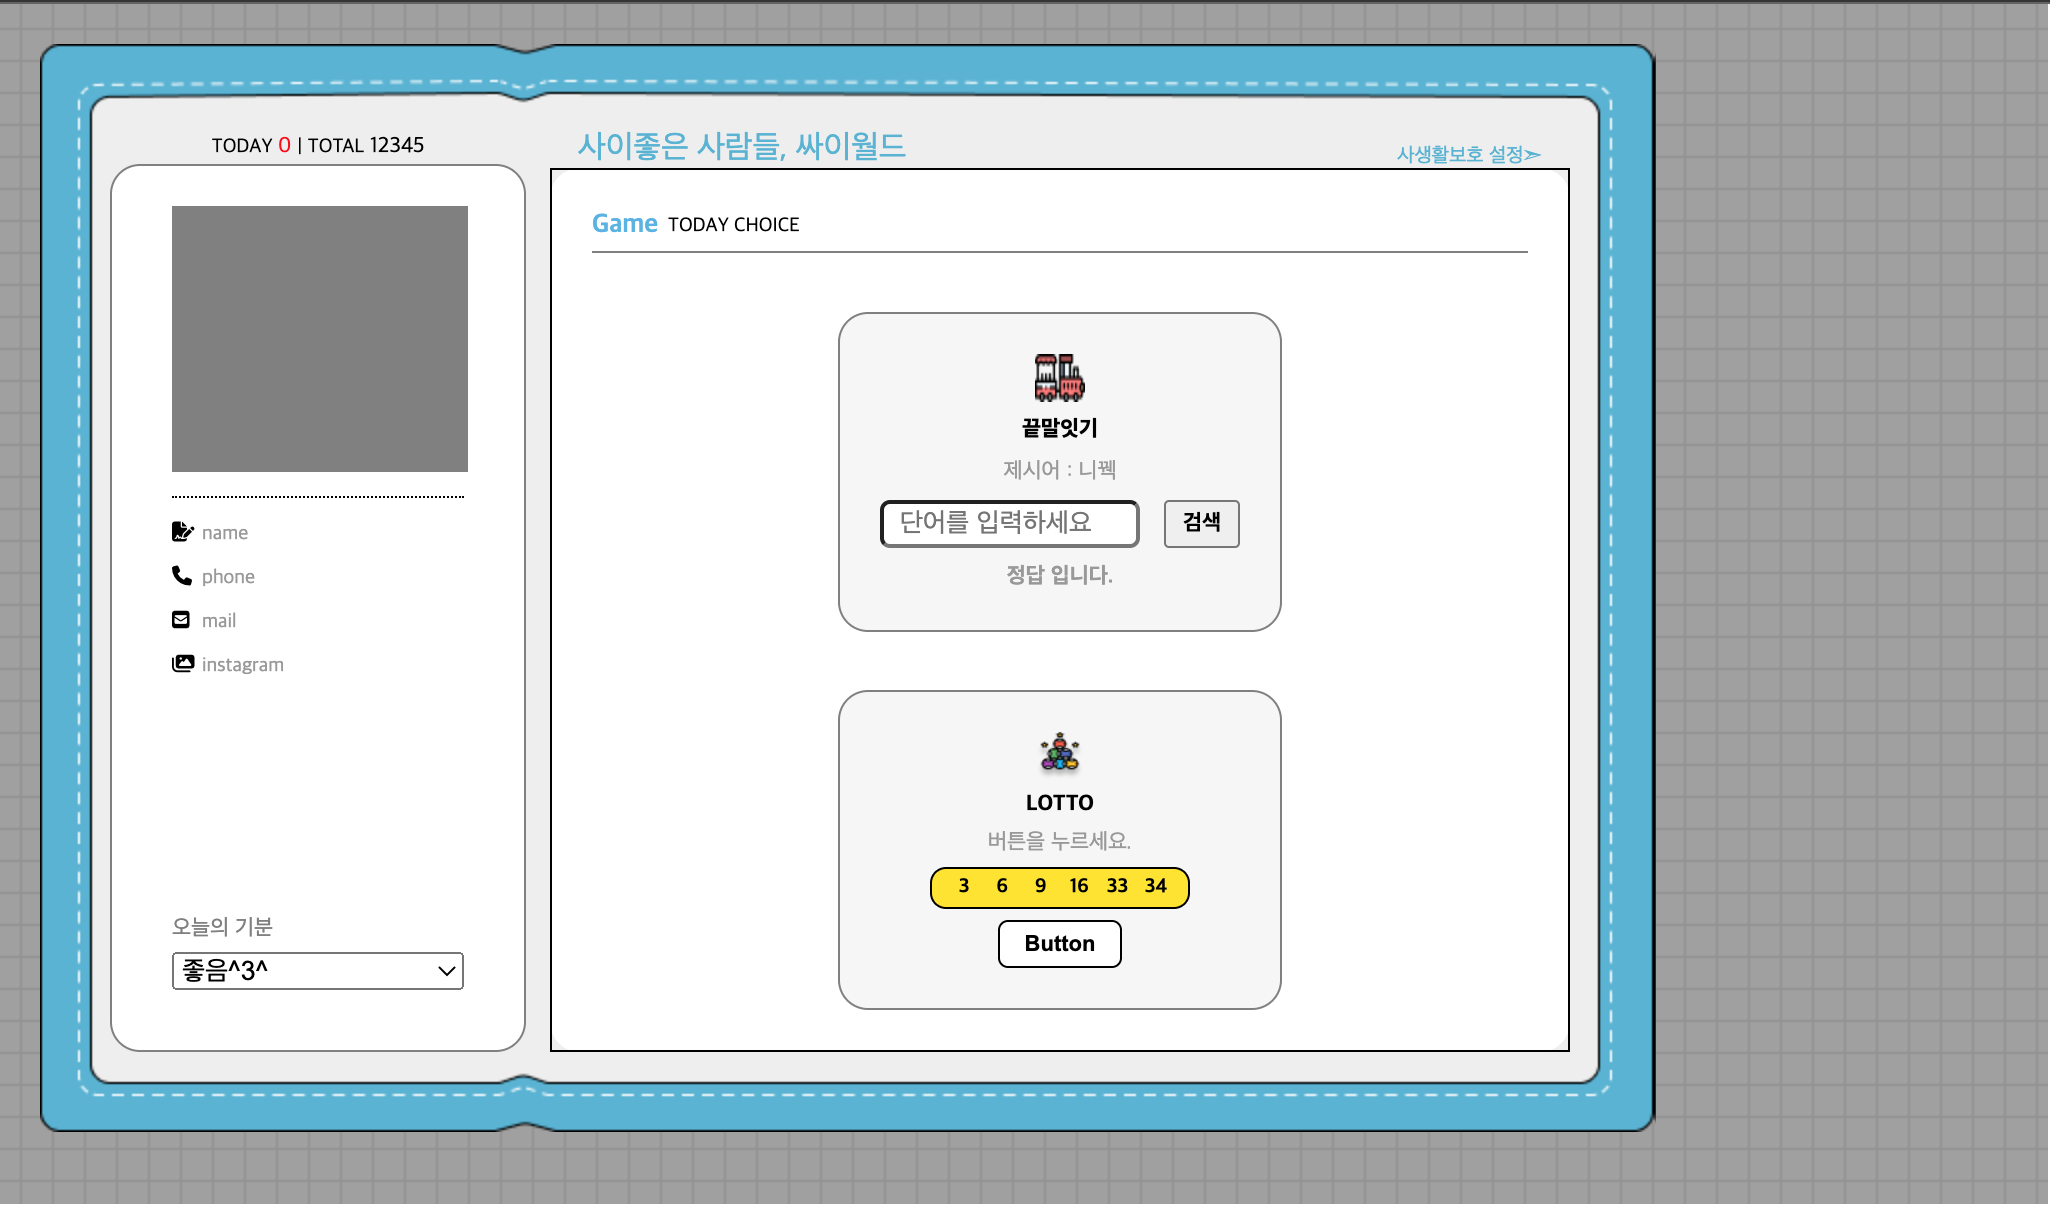 TODAY 0 | TOTAL 12345
사이좋은 사람들, 싸이월드
사생활보호 설정➣
name
phone
mail
instagram
오늘의 기분
좋음^3^
Game TODAY CHOICE
끝말잇기
제시어 : 니꿱
단어를 입력하세요
검색
정답 입니다.
LOTTO
버튼을 누르세요.
3 6 9 16 33 34
Button